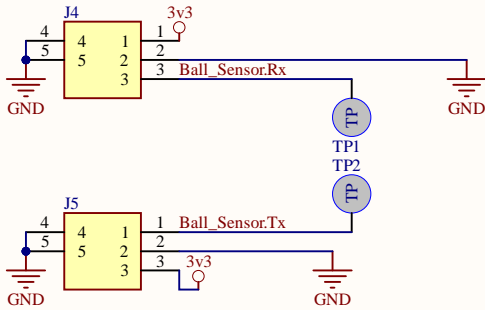 J4
3v3
4 4 1 1
5 5 2 2
3 3 Ball_Sensor.Rx
GND
GND
TP
TP1
TP2
TP
J5
4 4 1 1 Ball_Sensor.Tx
5 5 2 2
3 3 3v3
GND
GND